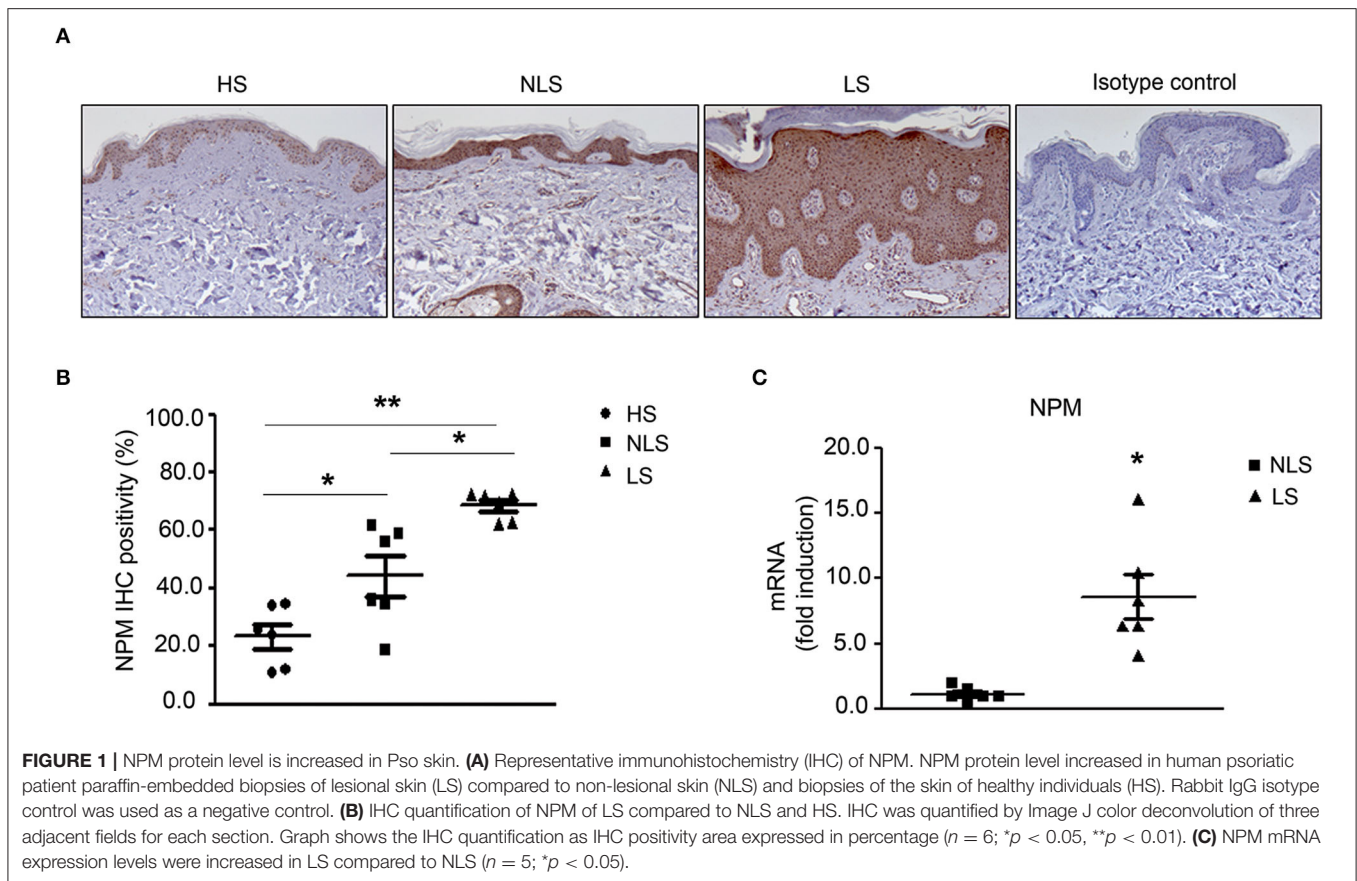 A
HS NLS LS Isotype control
B
C
NPM IHC positivity (%)
100.0
80.0
60.0
40.0
20.0
0.0
**
*
*
HS
NLS
LS
NPM
mRNA
(fold induction)
20.0
15.0
10.0
5.0
0.0
*
NLS
LS
FIGURE 1 | NPM protein level is increased in Pso skin. (A) Representative immunohistochemistry (IHC) of NPM. NPM protein level increased in human psoriatic
patient paraffin-embedded biopsies of lesional skin (LS) compared to non-lesional skin (NLS) and biopsies of the skin of healthy individuals (HS). Rabbit IgG isotype
control was used as a negative control. (B) IHC quantification of NPM of LS compared to NLS and HS. IHC was quantified by Image J color deconvolution of three
adjacent fields for each section. Graph shows the IHC quantification as IHC positivity area expressed in percentage (n = 6; *p < 0.05, **p < 0.01). (C) NPM mRNA
expression levels were increased in LS compared to NLS (n = 5; *p < 0.05).